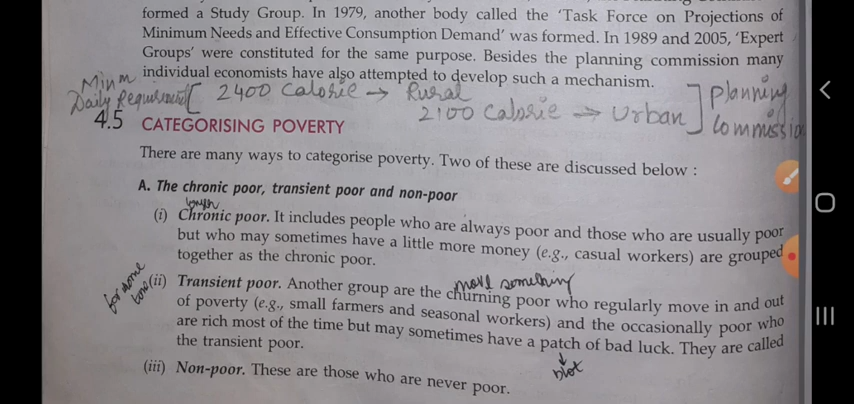 formed a Study Group. In 1979, another body called the 'Task Force on Projections of
Minimum Needs and Effective Consumption Demand' was formed. In 1989 and 2005, 'Expert
Groups' were constituted for the same purpose. Besides the planning commission many
individual economists have also attempted to develop such a mechanism.
Minm
Daily Requirment [ 2400 Calorie → Rural
2100 Calorie → Urban ] Planning
Commission
4.5 CATEGORISING POVERTY
There are many ways to categorise poverty. Two of these are discussed below :
A. The chronic poor, transient poor and non-poor
(i) Chronic poor. It includes people who are always poor and those who are usually poor
but who may sometimes have a little more money (e.g., casual workers) are grouped
together as the chronic poor.
move something
for some
(ii) Transient poor. Another group are the churning poor who regularly move in and out
of poverty (e.g., small farmers and seasonal workers) and the occasionally poor who
are rich most of the time but may sometimes have a patch of bad luck. They are called
the transient poor.
↓
blot
(iii) Non-poor. These are those who are never poor.